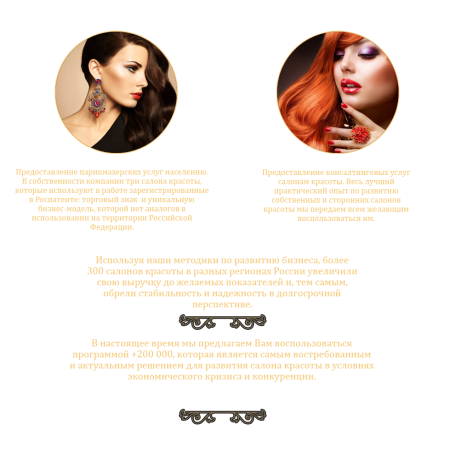 Предоставление парикмахерских услуг населению.
В собственности компании три салона красоты,
которые используют в работе зарегистрированные
в Роспатенте: торговый знак и уникальную
бизнес-модель, которой нет аналогов в
использовании на территории Российской
Федерации.
Предоставление консалтинговых услуг
салонам красоты. Весь лучший
практический опыт по развитию
собственных и сторонних салонов
красоты мы передаем всем желающим
воспользоваться им.
Используя наши методики по развитию бизнеса, более
300 салонов красоты в разных регионах России увеличили
свою выручку до желаемых показателей и, тем самым,
обрели стабильность и надежность в долгосрочной
перспективе.
В настоящее время мы предлагаем Вам воспользоваться
программой +200 000, которая является самым востребованным
и актуальным решением для развития салона красоты в условиях
экономического кризиса и конкуренции.